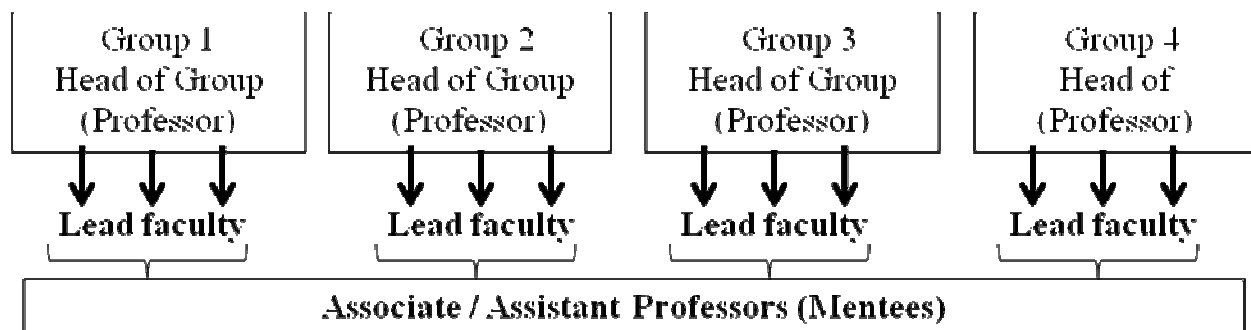 Group 1
Head of Group
(Professor)
Group 2
Head of Group
(Professor)
Group 3
Head of Group
(Professor)
Group 4
Head of
(Professor)
Lead faculty
Lead faculty
Lead faculty
Lead faculty
Associate / Assistant Professors (Mentees)